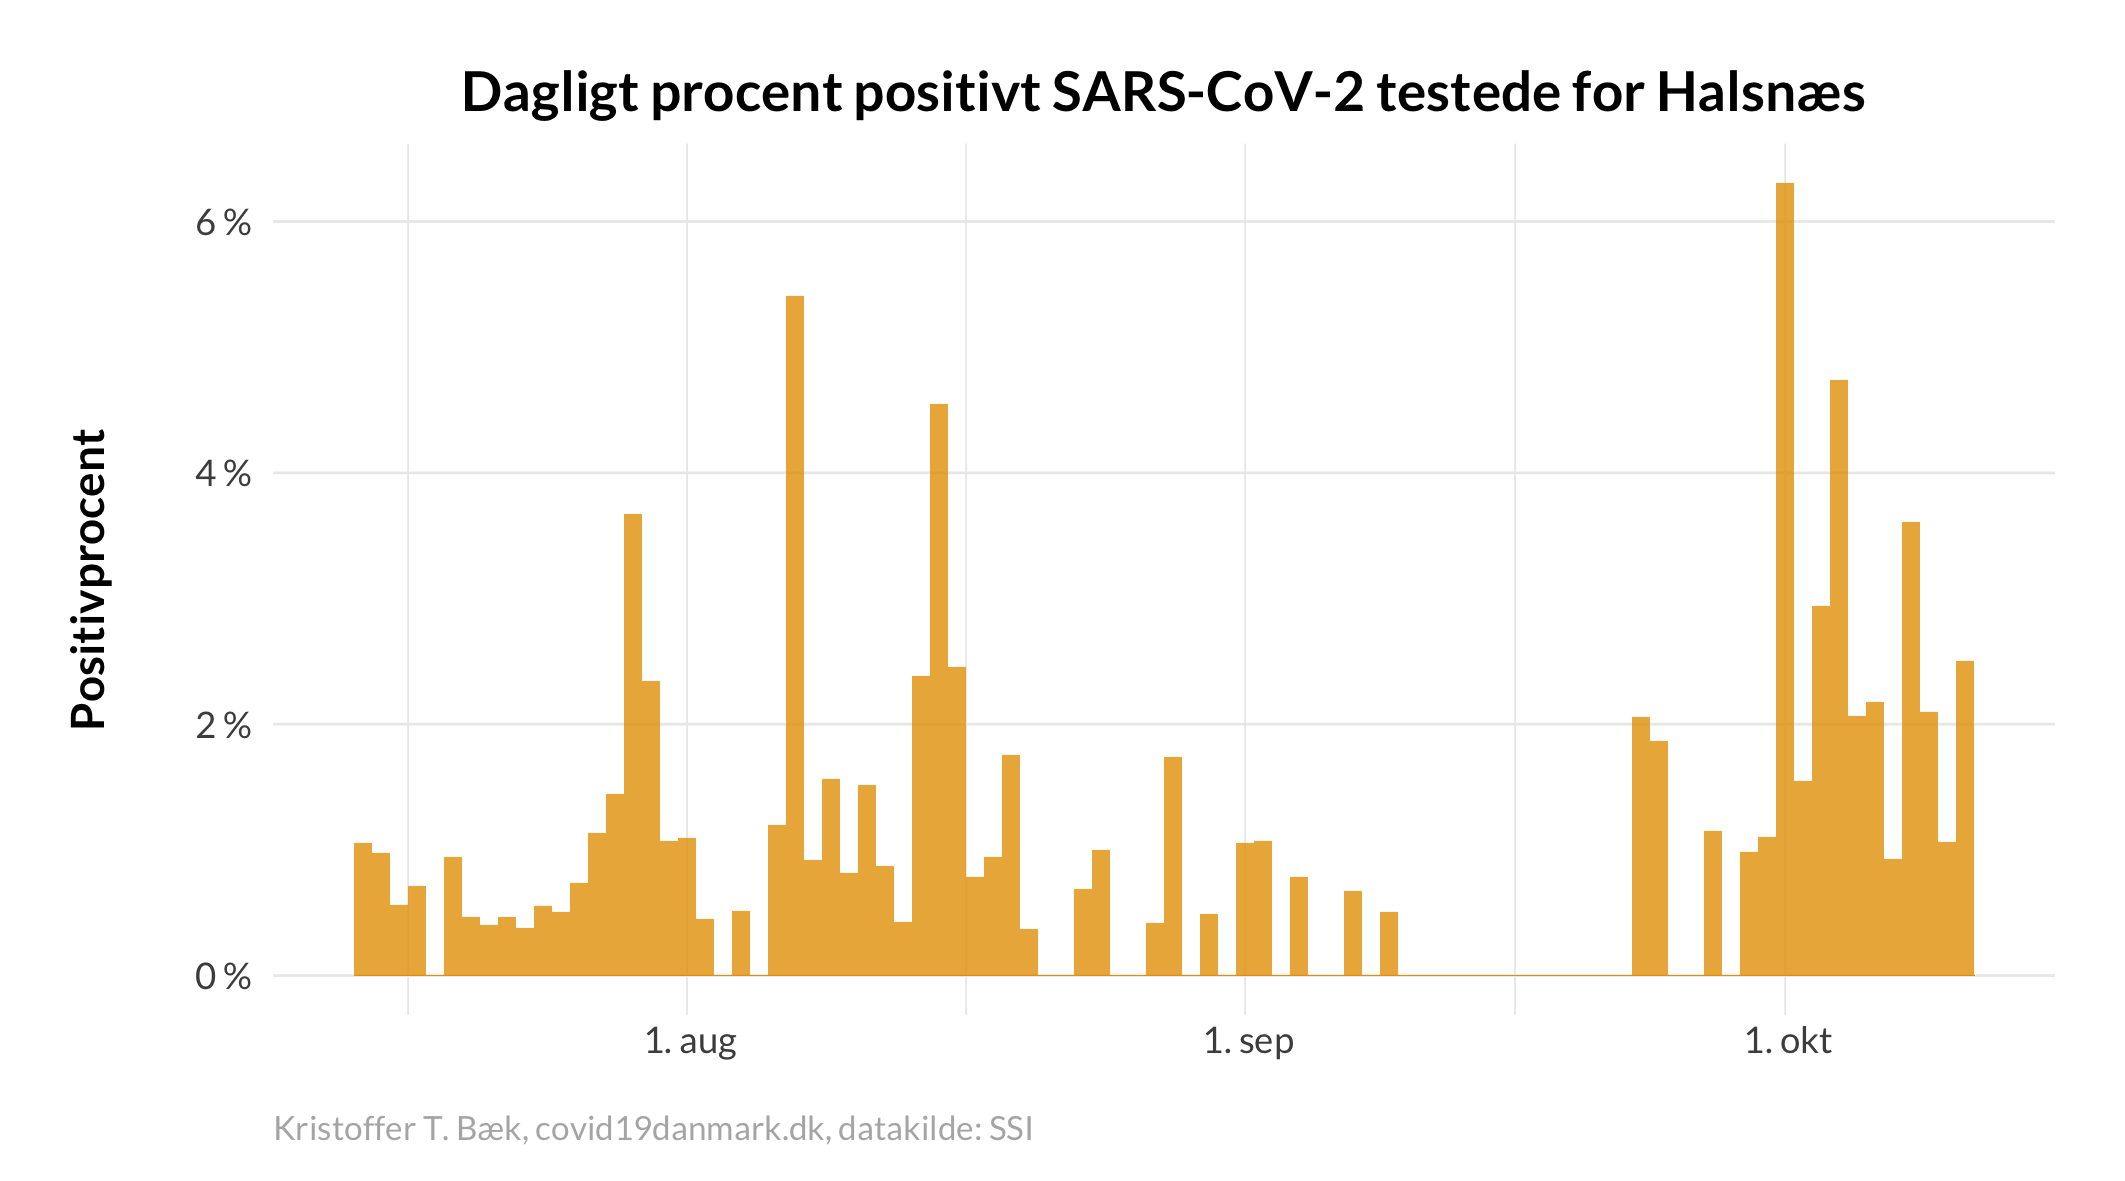 Dagligt procent positivt SARS-CoV-2 testede for Halsnæs
Positivprocent
6 %
4 %
2 %
0 %
1. aug
1. sep
1. okt
Kristoffer T. Bæk, covid19danmark.dk, datakilde: SSI